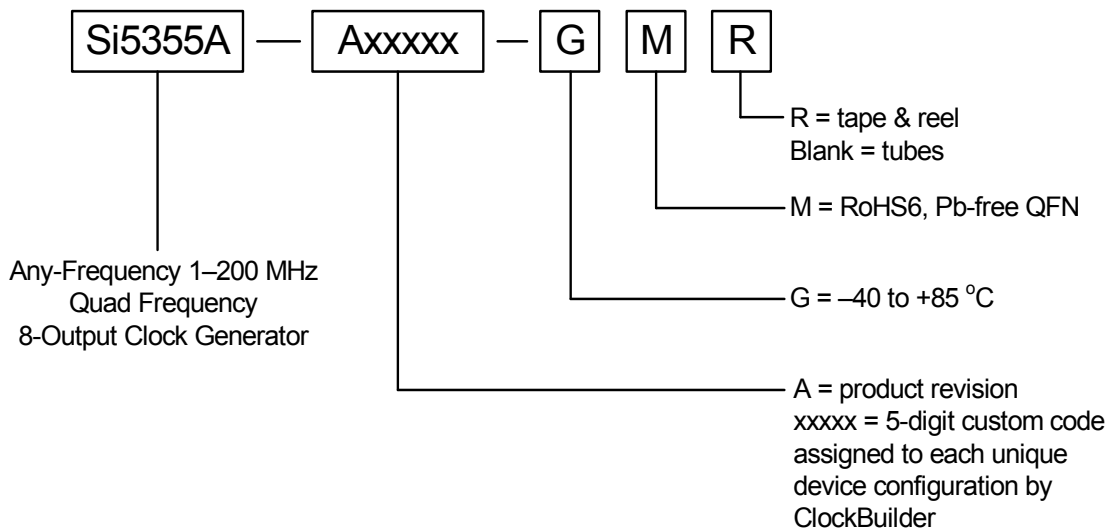 Si5355A — Axxxxx — G M R
R = tape & reel
Blank = tubes
M = RoHS6, Pb-free QFN
Any-Frequency 1–200 MHz
Quad Frequency
8-Output Clock Generator
G = –40 to +85 °C
A = product revision
xxxxx = 5-digit custom code
assigned to each unique
device configuration by
ClockBuilder